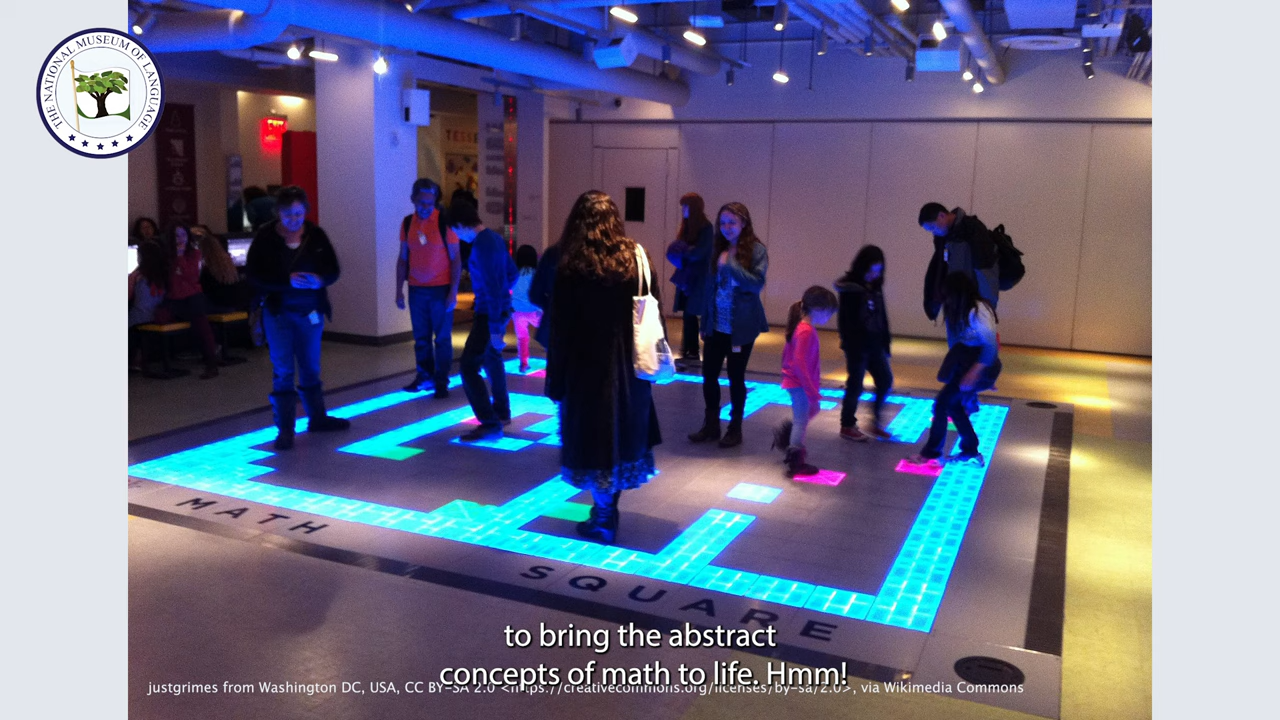 THE NATIONAL MUSEUM OF LANGUAGE
TESSE
MATH
SQUARE
to bring the abstract
concepts of math to life. Hmm!
justgrimes from Washington DC, USA, CC BY-SA 2.0 <https://creativecommons.org/licenses/by-sa/2.0>, via Wikimedia Commons